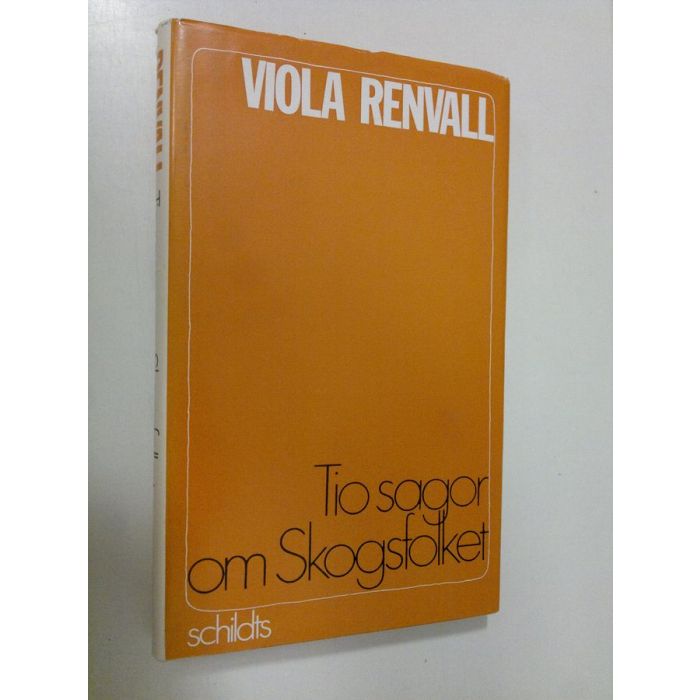 VIOLA RENVALL
Tio sagor
om Skogsfolket
schildts